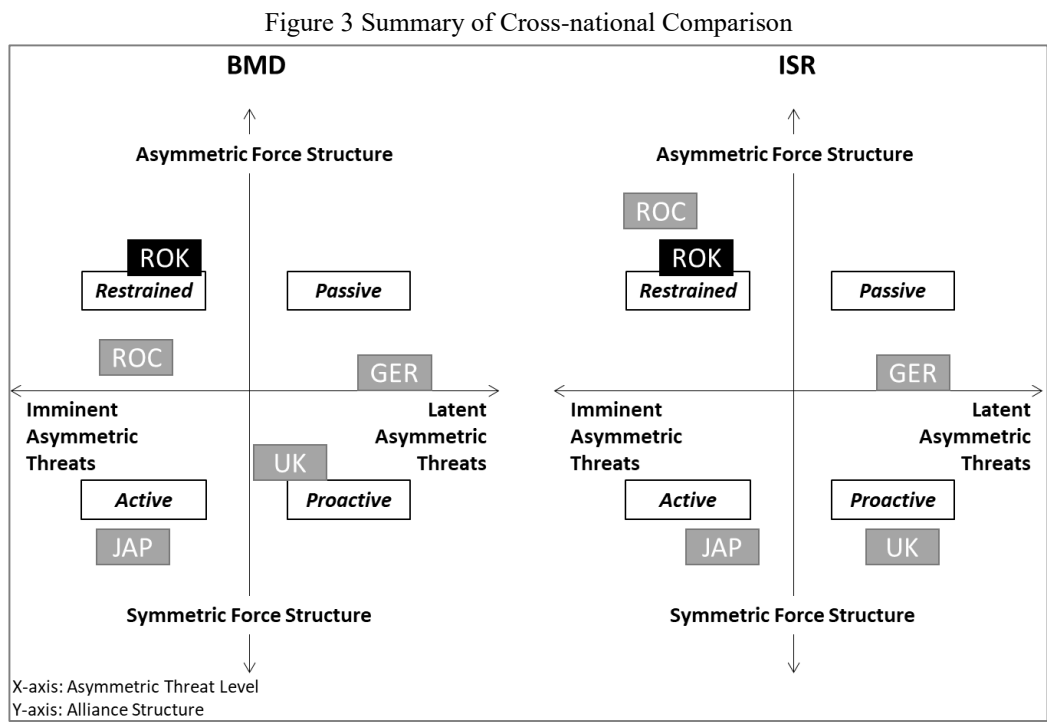 Figure 3 Summary of Cross-national Comparison
BMD
Asymmetric Force Structure
ROK
Restrained
Passive
ROC
GER
Imminent
Asymmetric
Threats
Latent
Asymmetric
Threats
UK
Active
Proactive
JAP
Symmetric Force Structure
ISR
Asymmetric Force Structure
ROC
ROK
Restrained
Passive
GER
Imminent
Asymmetric
Threats
Latent
Asymmetric
Threats
Active
Proactive
JAP
UK
Symmetric Force Structure
X-axis: Asymmetric Threat Level
Y-axis: Alliance Structure